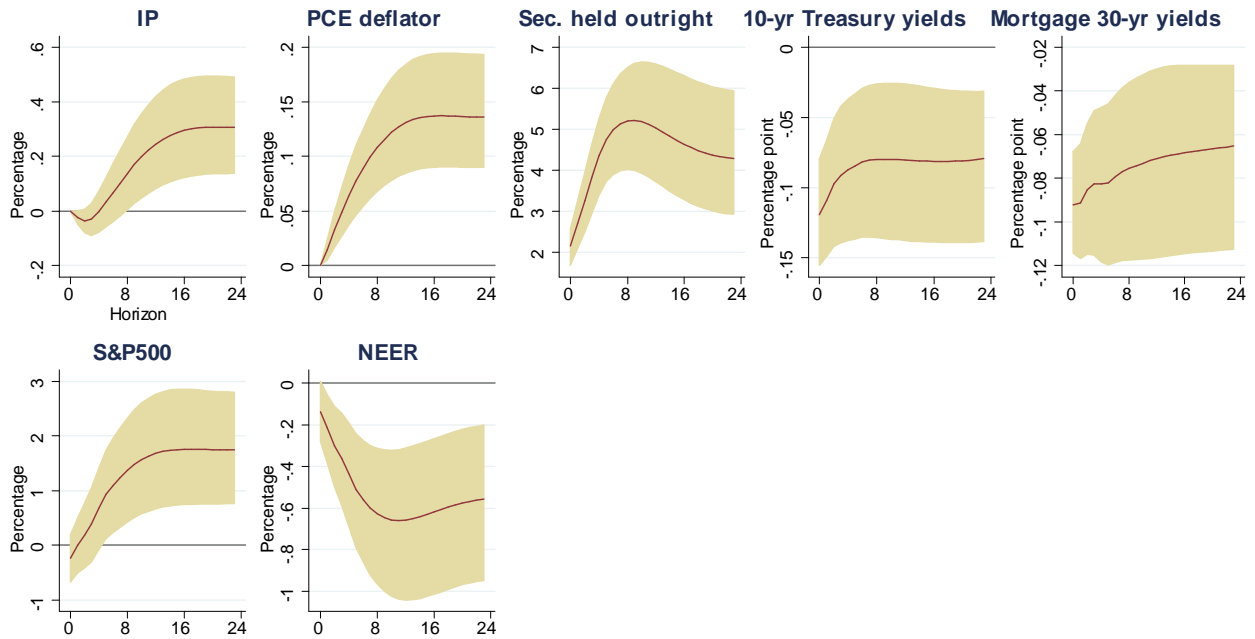 IP
PCE deflator
Sec. held outright
10-yr Treasury yields
Mortgage 30-yr yields
Percentage
.6
.4
.2
0
-.2
0 8 16 24
Horizon
Percentage
.2
.15
.1
.05
0
0 8 16 24
Percentage
7
6
5
4
3
2
0 8 16 24
Percentage point
0
-.05
-.1
-.15
0 8 16 24
Percentage point
-.02
-.04
-.06
-.08
-.1
-.12
0 8 16 24
S&P500
NEER
Percentage
3
2
1
0
-1
0 8 16 24
Percentage
0
-.2
-.4
-.6
-.8
-1
0 8 16 24